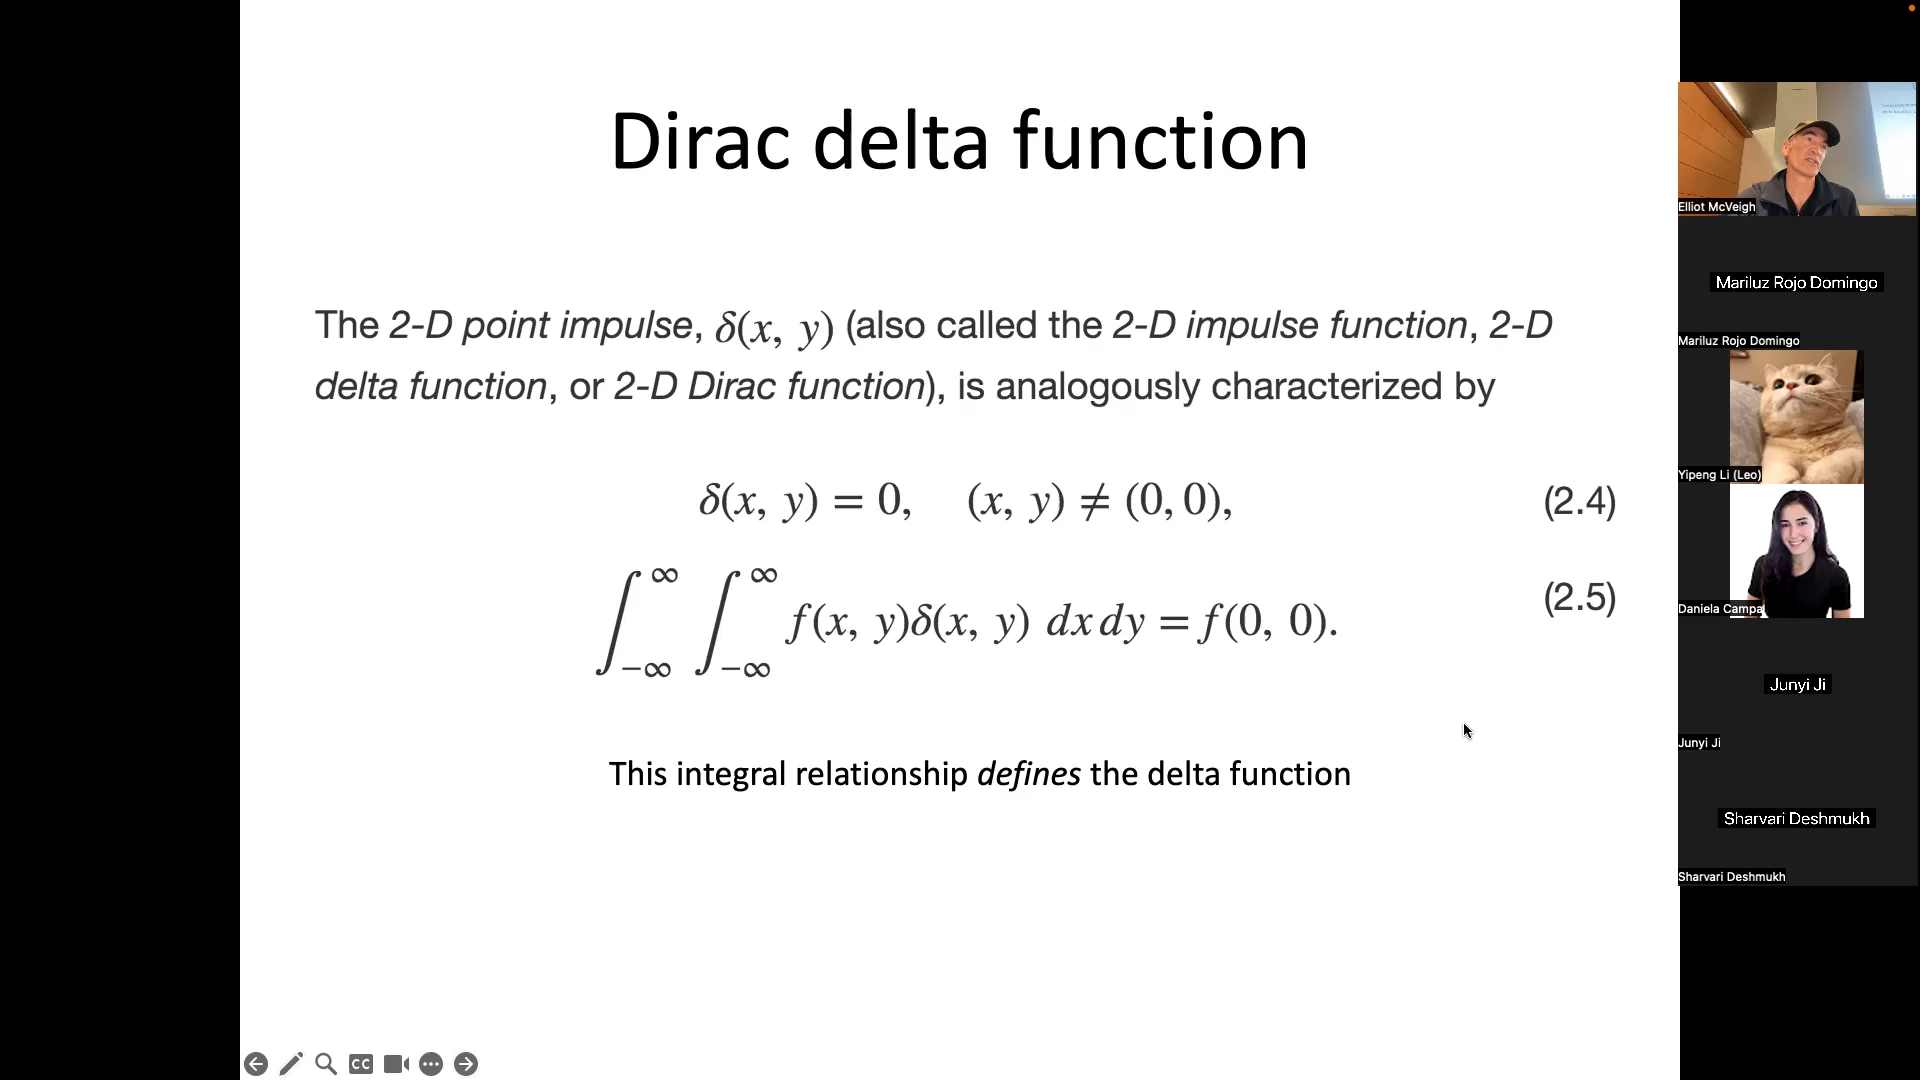 Dirac delta function
The 2-D point impulse, δ(x, y) (also called the 2-D impulse function, 2-D
delta function, or 2-D Dirac function), is analogously characterized by
δ(x, y) = 0, (x, y) ≠ (0, 0), (2.4)
∫_{−∞}^{∞} ∫_{−∞}^{∞} f(x, y)δ(x, y) dx dy = f(0, 0). (2.5)
This integral relationship defines the delta function
CC
Elliot McVeigh
Mariluz Rojo Domingo
Mariluz Rojo Domingo
Yipeng Li (Leo)
Daniela Campa
Junyi Ji
Junyi Ji
Sharvari Deshmukh
Sharvari Deshmukh